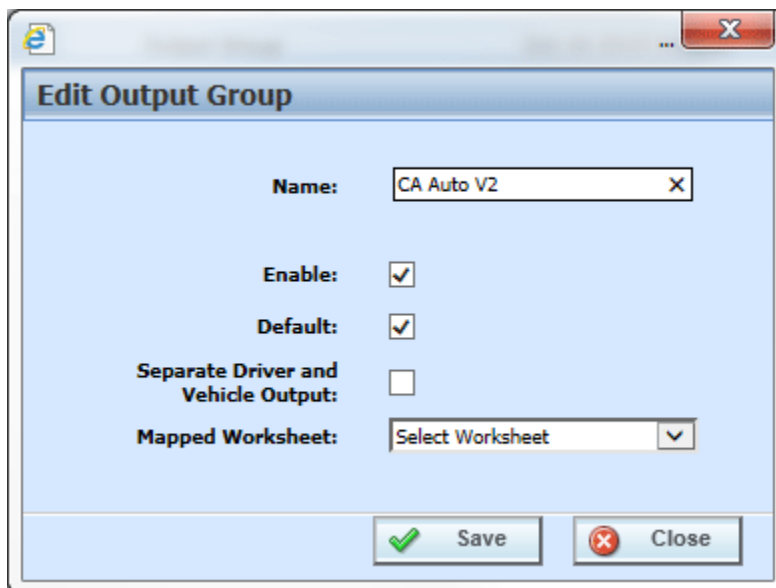 ...
Edit Output Group
Name: CA Auto V2
Enable:
Default:
Separate Driver and
Vehicle Output:
Mapped Worksheet: Select Worksheet
Save Close